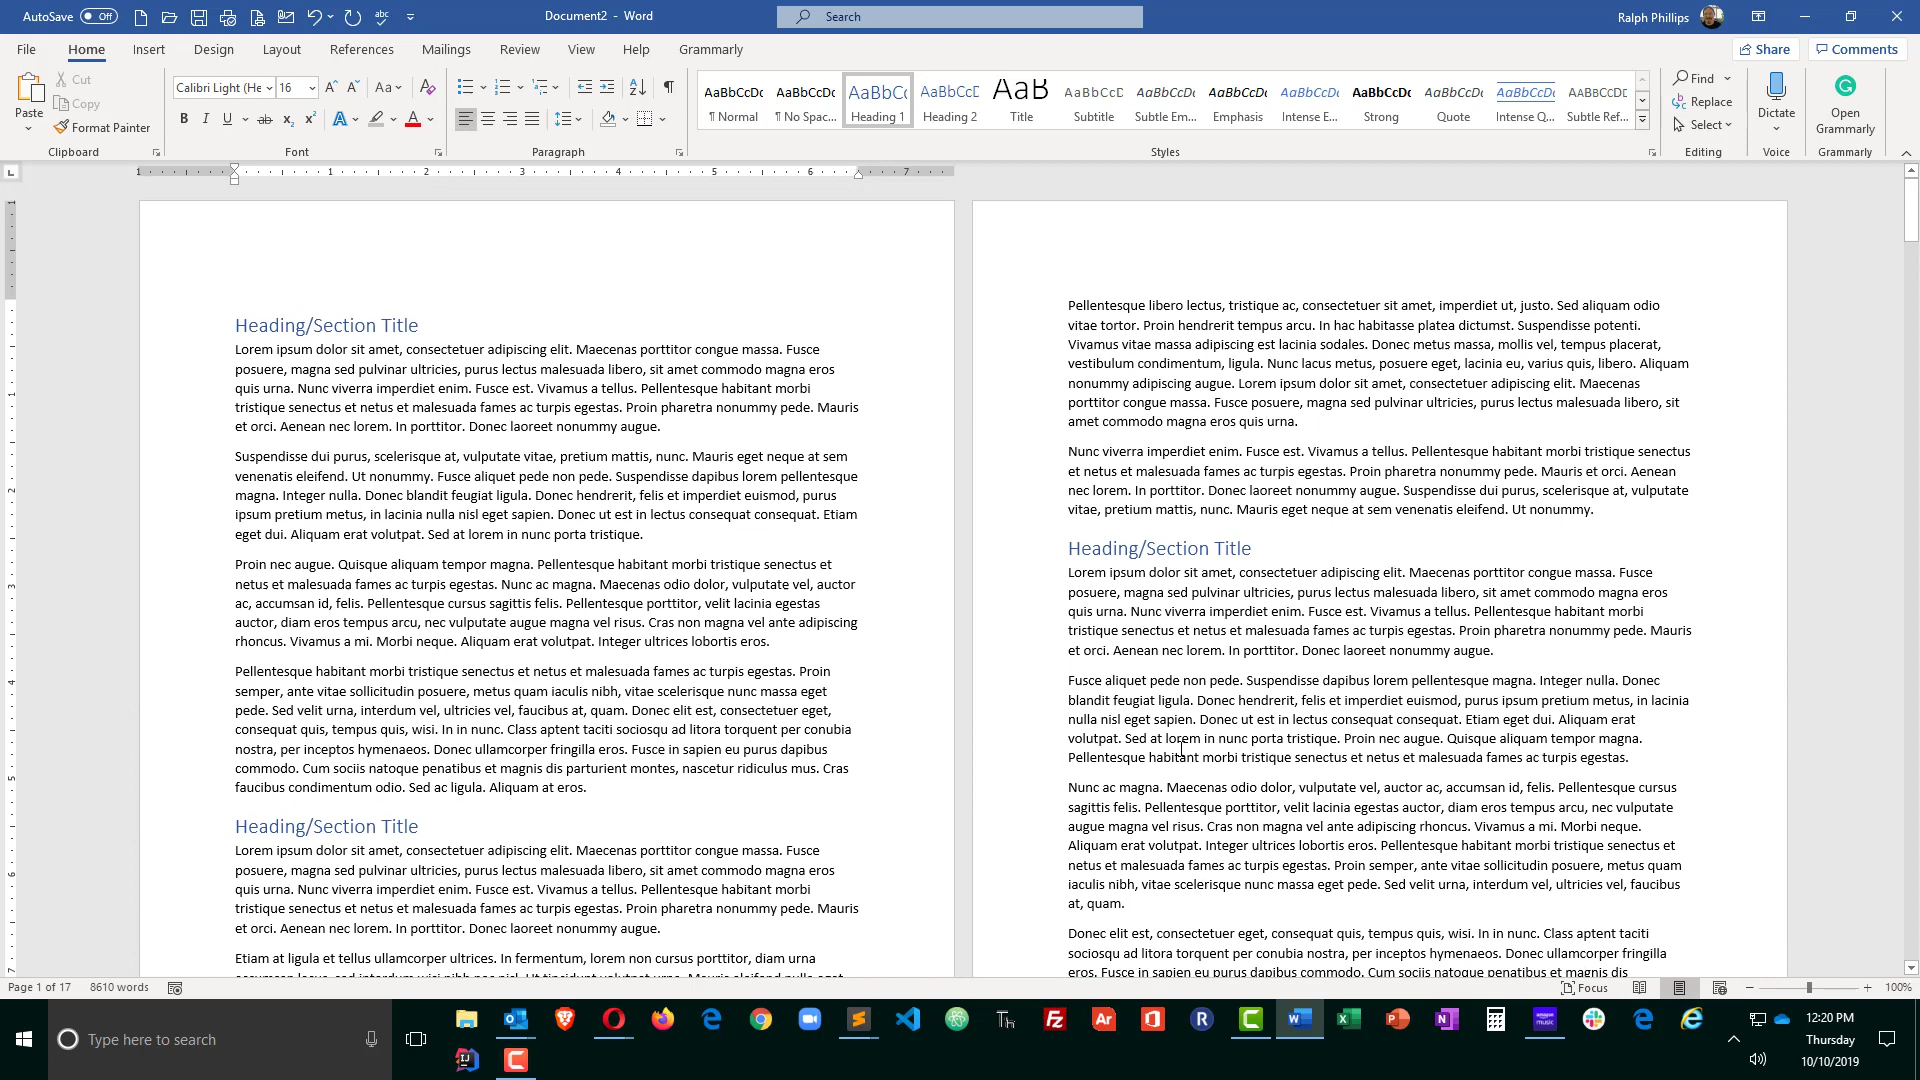 AutoSave Off
Document2 - Word
Search
Ralph Phillips
File Home Insert Design Layout References Mailings Review View Help Grammarly
Share Comments
Paste
Cut
Copy
Format Painter
Clipboard
Calibri Light (He 16
Font
Paragraph
AaBbCcDc AaBbCcDc AaBbCc AaBbCcD AaB AaBbCcD AaBbCcDc AaBbCcDc AaBbCcDc AaBbCcDc AaBbCcDc AaBbCcDc AABBCCDD
¶ Normal ¶ No Spac... Heading 1 Heading 2 Title Subtitle Subtle Em... Emphasis Intense E... Strong Quote Intense Q... Subtle Ref...
Styles
Find
Replace
Select
Editing
Dictate
Voice
Open
Grammarly
Grammarly
1 1 2 3 4 5 6 7
Heading/Section Title
Lorem ipsum dolor sit amet, consectetuer adipiscing elit. Maecenas porttitor congue massa. Fusce
posuere, magna sed pulvinar ultricies, purus lectus malesuada libero, sit amet commodo magna eros
quis urna. Nunc viverra imperdiet enim. Fusce est. Vivamus a tellus. Pellentesque habitant morbi
tristique senectus et netus et malesuada fames ac turpis egestas. Proin pharetra nonummy pede. Mauris
et orci. Aenean nec lorem. In porttitor. Donec laoreet nonummy augue.
Suspendisse dui purus, scelerisque at, vulputate vitae, pretium mattis, nunc. Mauris eget neque at sem
venenatis eleifend. Ut nonummy. Fusce aliquet pede non pede. Suspendisse dapibus lorem pellentesque
magna. Integer nulla. Donec blandit feugiat ligula. Donec hendrerit, felis et imperdiet euismod, purus
ipsum pretium metus, in lacinia nulla nisl eget sapien. Donec ut est in lectus consequat consequat. Etiam
eget dui. Aliquam erat volutpat. Sed at lorem in nunc porta tristique.
Proin nec augue. Quisque aliquam tempor magna. Pellentesque habitant morbi tristique senectus et
netus et malesuada fames ac turpis egestas. Nunc ac magna. Maecenas odio dolor, vulputate vel, auctor
ac, accumsan id, felis. Pellentesque cursus sagittis felis. Pellentesque porttitor, velit lacinia egestas
auctor, diam eros tempus arcu, nec vulputate augue magna vel risus. Cras non magna vel ante adipiscing
rhoncus. Vivamus a mi. Morbi neque. Aliquam erat volutpat. Integer ultrices lobortis eros.
Pellentesque habitant morbi tristique senectus et netus et malesuada fames ac turpis egestas. Proin
semper, ante vitae sollicitudin posuere, metus quam iaculis nibh, vitae scelerisque nunc massa eget
pede. Sed velit urna, interdum vel, ultricies vel, faucibus at, quam. Donec elit est, consectetuer eget,
consequat quis, tempus quis, wisi. In in nunc. Class aptent taciti sociosqu ad litora torquent per conubia
nostra, per inceptos hymenaeos. Donec ullamcorper fringilla eros. Fusce in sapien eu purus dapibus
commodo. Cum sociis natoque penatibus et magnis dis parturient montes, nascetur ridiculus mus. Cras
faucibus condimentum odio. Sed ac ligula. Aliquam at eros.
Heading/Section Title
Lorem ipsum dolor sit amet, consectetuer adipiscing elit. Maecenas porttitor congue massa. Fusce
posuere, magna sed pulvinar ultricies, purus lectus malesuada libero, sit amet commodo magna eros
quis urna. Nunc viverra imperdiet enim. Fusce est. Vivamus a tellus. Pellentesque habitant morbi
tristique senectus et netus et malesuada fames ac turpis egestas. Proin pharetra nonummy pede. Mauris
et orci. Aenean nec lorem. In porttitor. Donec laoreet nonummy augue.
Etiam at ligula et tellus ullamcorper ultrices. In fermentum, lorem non cursus porttitor, diam urna
Pellentesque libero lectus, tristique ac, consectetuer sit amet, imperdiet ut, justo. Sed aliquam odio
vitae tortor. Proin hendrerit tempus arcu. In hac habitasse platea dictumst. Suspendisse potenti.
Vivamus vitae massa adipiscing est lacinia sodales. Donec metus massa, mollis vel, tempus placerat,
vestibulum condimentum, ligula. Nunc lacus metus, posuere eget, lacinia eu, varius quis, libero. Aliquam
nonummy adipiscing augue. Lorem ipsum dolor sit amet, consectetuer adipiscing elit. Maecenas
porttitor congue massa. Fusce posuere, magna sed pulvinar ultricies, purus lectus malesuada libero, sit
amet commodo magna eros quis urna.
Nunc viverra imperdiet enim. Fusce est. Vivamus a tellus. Pellentesque habitant morbi tristique senectus
et netus et malesuada fames ac turpis egestas. Proin pharetra nonummy pede. Mauris et orci. Aenean
nec lorem. In porttitor. Donec laoreet nonummy augue. Suspendisse dui purus, scelerisque at, vulputate
vitae, pretium mattis, nunc. Mauris eget neque at sem venenatis eleifend. Ut nonummy.
Heading/Section Title
Lorem ipsum dolor sit amet, consectetuer adipiscing elit. Maecenas porttitor congue massa. Fusce
posuere, magna sed pulvinar ultricies, purus lectus malesuada libero, sit amet commodo magna eros
quis urna. Nunc viverra imperdiet enim. Fusce est. Vivamus a tellus. Pellentesque habitant morbi
tristique senectus et netus et malesuada fames ac turpis egestas. Proin pharetra nonummy pede. Mauris
et orci. Aenean nec lorem. In porttitor. Donec laoreet nonummy augue.
Fusce aliquet pede non pede. Suspendisse dapibus lorem pellentesque magna. Integer nulla. Donec
blandit feugiat ligula. Donec hendrerit, felis et imperdiet euismod, purus ipsum pretium metus, in lacinia
nulla nisl eget sapien. Donec ut est in lectus consequat consequat. Etiam eget dui. Aliquam erat
volutpat. Sed at lorem in nunc porta tristique. Proin nec augue. Quisque aliquam tempor magna.
Pellentesque habitant morbi tristique senectus et netus et malesuada fames ac turpis egestas.
Nunc ac magna. Maecenas odio dolor, vulputate vel, auctor ac, accumsan id, felis. Pellentesque cursus
sagittis felis. Pellentesque porttitor, velit lacinia egestas auctor, diam eros tempus arcu, nec vulputate
augue magna vel risus. Cras non magna vel ante adipiscing rhoncus. Vivamus a mi. Morbi neque.
Aliquam erat volutpat. Integer ultrices lobortis eros. Pellentesque habitant morbi tristique senectus et
netus et malesuada fames ac turpis egestas. Proin semper, ante vitae sollicitudin posuere, metus quam
iaculis nibh, vitae scelerisque nunc massa eget pede. Sed velit urna, interdum vel, ultricies vel, faucibus
at, quam.
Donec elit est, consectetuer eget, consequat quis, tempus quis, wisi. In in nunc. Class aptent taciti
sociosqu ad litora torquent per conubia nostra, per inceptos hymenaeos. Donec ullamcorper fringilla
eros. Fusce in sapien eu purus dapibus commodo. Cum sociis natoque penatibus et magnis dis
Page 1 of 17 8610 words
Focus
100%
Type here to search
12:20 PM
Thursday
10/10/2019